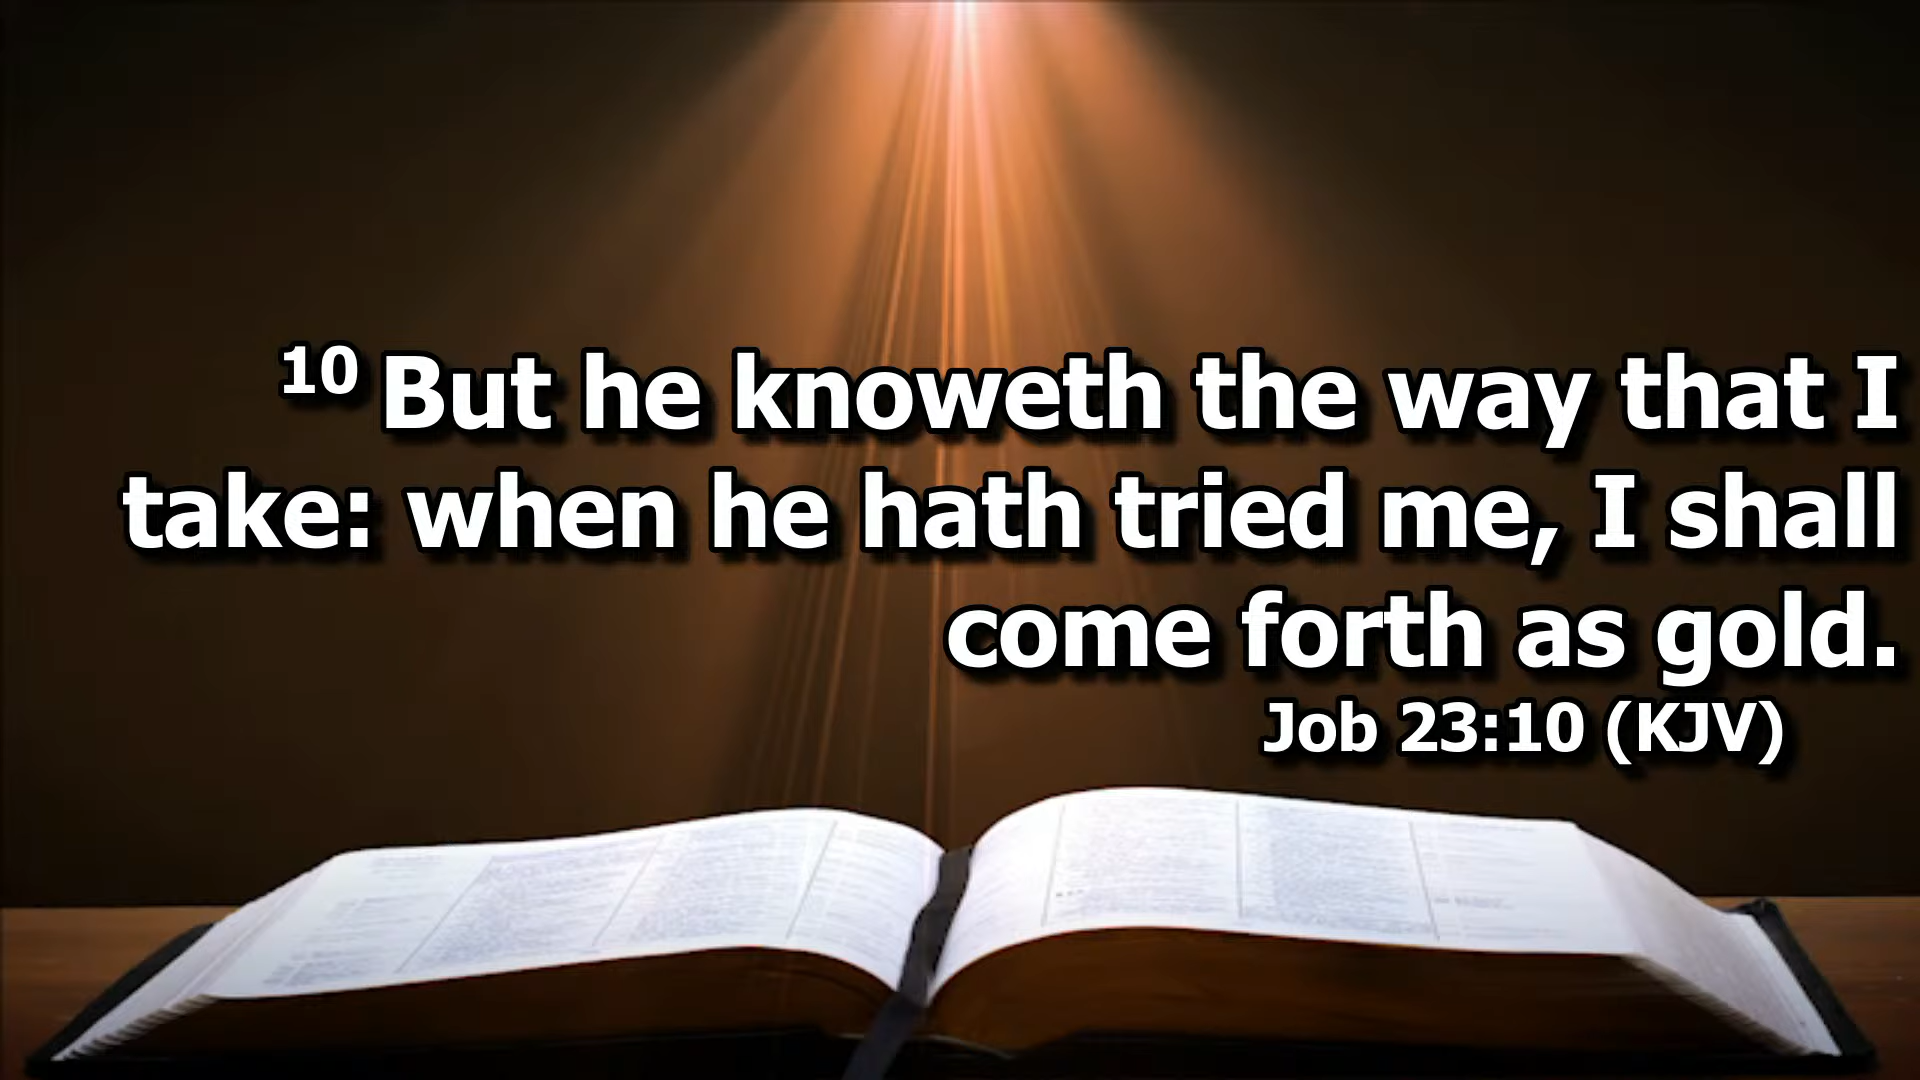 10 But he knoweth the way that I
take: when he hath tried me, I shall
come forth as gold.
Job 23:10 (KJV)